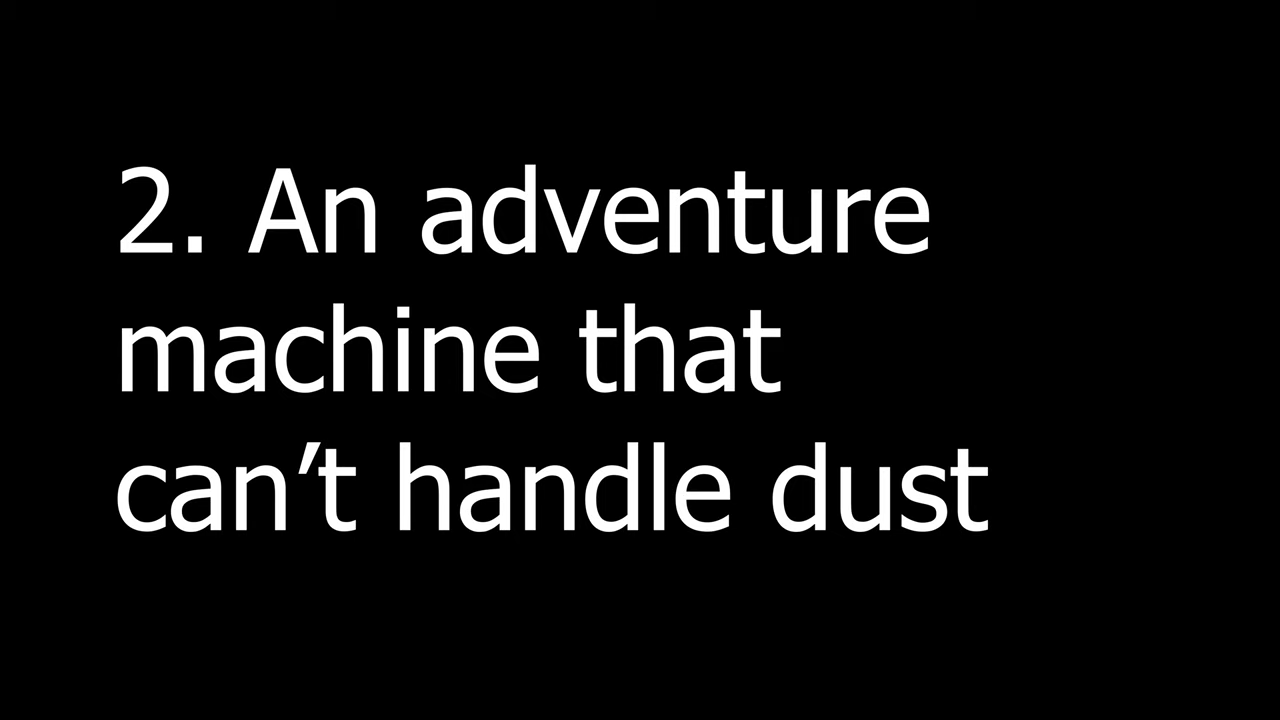 2. An adventure
machine that
can’t handle dust